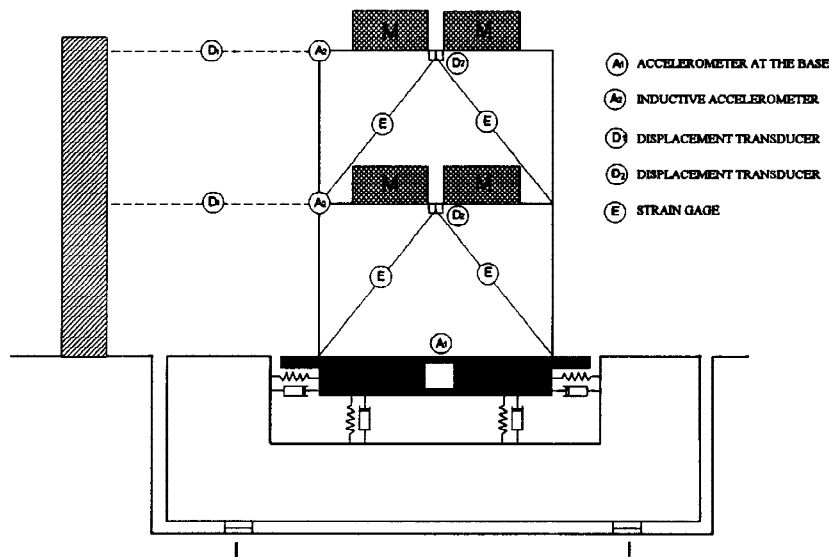 M M
D₁ A₂ D₂
E E
M M
D₁ A₂ D₂
E E
A₁
A₁ ACCELEROMETER AT THE BASE
A₂ INDUCTIVE ACCELEROMETER
D₁ DISPLACEMENT TRANSDUCER
D₂ DISPLACEMENT TRANSDUCER
E STRAIN GAGE